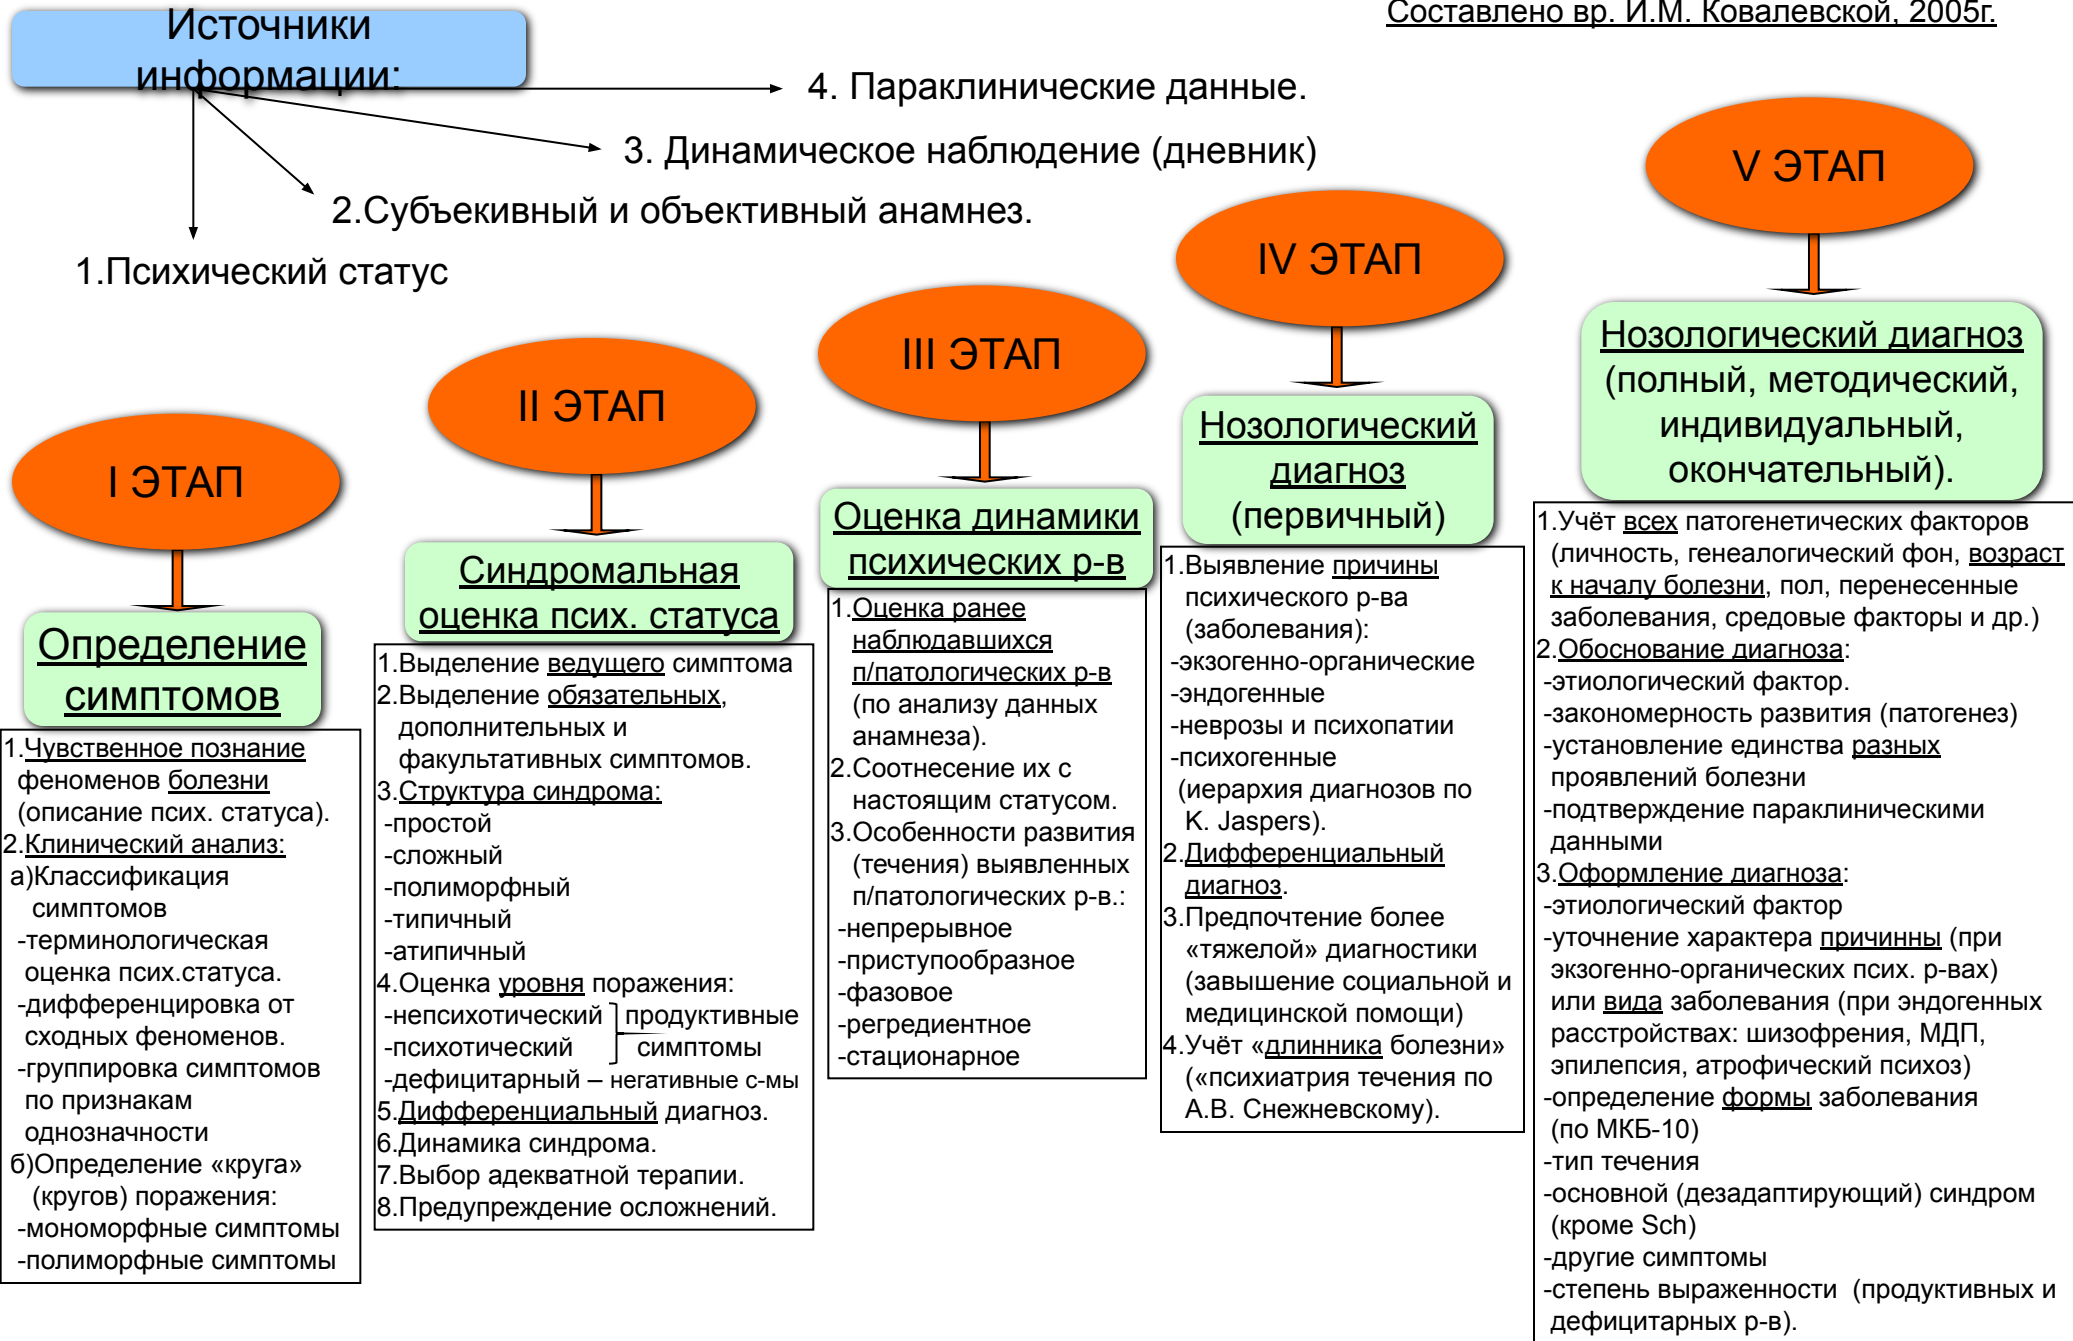 Составлено вр. И.М. Ковалевской, 2005г.
Источники
информации:
4. Параклинические данные.
3. Динамическое наблюдение (дневник)
2.Субъекивный и объективный анамнез.
1.Психический статус
I ЭТАП
Определение
симптомов
1.Чувственное познание
феноменов болезни
(описание псих. статуса).
2.Клинический анализ:
а)Классификация
симптомов
-терминологическая
оценка псих.статуса.
-дифференцировка от
сходных феноменов.
-группировка симптомов
по признакам
однозначности
б)Определение «круга»
(кругов) поражения:
-мономорфные симптомы
-полиморфные симптомы
II ЭТАП
Синдромальная
оценка псих. статуса
1.Выделение ведущего симптома
2.Выделение обязательных,
дополнительных и
факультативных симптомов.
3.Структура синдрома:
-простой
-сложный
-полиморфный
-типичный
-атипичный
4.Оценка уровня поражения:
-непсихотический продуктивные
-психотический симптомы
-дефицитарный – негативные с-мы
5.Дифференциальный диагноз.
6.Динамика синдрома.
7.Выбор адекватной терапии.
8.Предупреждение осложнений.
III ЭТАП
Оценка динамики
психических р-в
1.Оценка ранее
наблюдавшихся
п/патологических р-в
(по анализу данных
анамнеза).
2.Соотнесение их с
настоящим статусом.
3.Особенности развития
(течения) выявленных
п/патологических р-в.:
-непрерывное
-приступообразное
-фазовое
-регредиентное
-стационарное
IV ЭТАП
Нозологический
диагноз
(первичный)
1.Выявление причины
психического р-ва
(заболевания):
-экзогенно-органические
-эндогенные
-неврозы и психопатии
-психогенные
(иерархия диагнозов по
K. Jaspers).
2.Дифференциальный
диагноз.
3.Предпочтение более
«тяжелой» диагностики
(завышение социальной и
медицинской помощи)
4.Учёт «длинника болезни»
(«психиатрия течения по
А.В. Снежневскому).
V ЭТАП
Нозологический диагноз
(полный, методический,
индивидуальный,
окончательный).
1.Учёт всех патогенетических факторов
(личность, генеалогический фон, возраст
к началу болезни, пол, перенесенные
заболевания, средовые факторы и др.)
2.Обоснование диагноза:
-этиологический фактор.
-закономерность развития (патогенез)
-установление единства разных
проявлений болезни
-подтверждение параклиническими
данными
3.Оформление диагноза:
-этиологический фактор
-уточнение характера причинны (при
экзогенно-органических псих. р-вах)
или вида заболевания (при эндогенных
расстройствах: шизофрения, МДП,
эпилепсия, атрофический психоз)
-определение формы заболевания
(по МКБ-10)
-тип течения
-основной (дезадаптирующий) синдром
(кроме Sch)
-другие симптомы
-степень выраженности (продуктивных и
дефицитарных р-в).